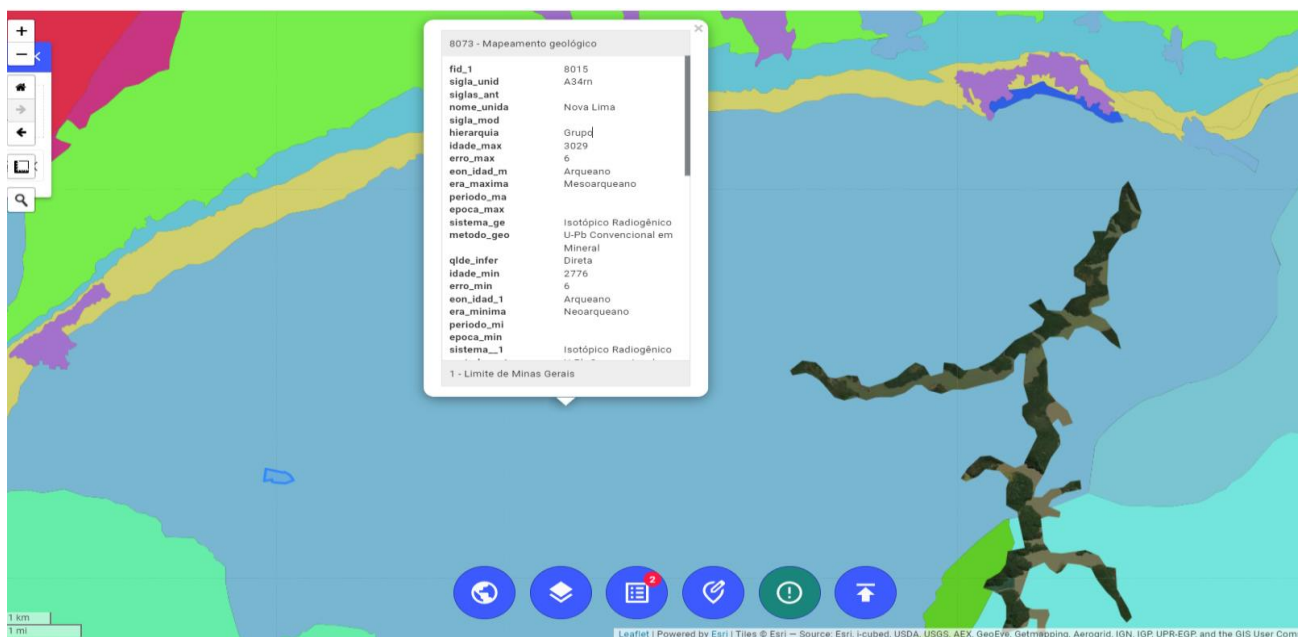 +
−
8073 - Mapeamento geológico
×
fid_1 8015
sigla_unid A34rn
siglas_ant
nome_unida Nova Lima
sigla_mod
hierarquia Grupo
idade_max 3029
erro_max 6
eon_idad_m Arqueano
era_maxima Mesoarqueano
periodo_ma
epoca_max
sistema_ge Isotópico Radiogênico
metodo_geo U-Pb Convencional em
Mineral
qlde_infer Direta
idade_min 2776
erro_min 6
eon_idad_1 Arqueano
era_minima Neoarqueano
periodo_mi
epoca_min
sistema__1 Isotópico Radiogênico
1 - Limite de Minas Gerais
2
1 km
1 mi
Leaflet | Powered by Esri | Tiles © Esri — Source: Esri, i-cubed, USDA, USGS, AEX, GeoEye, Getmapping, Aerogrid, IGN, IGP, UPR-EGP, and the GIS User Com